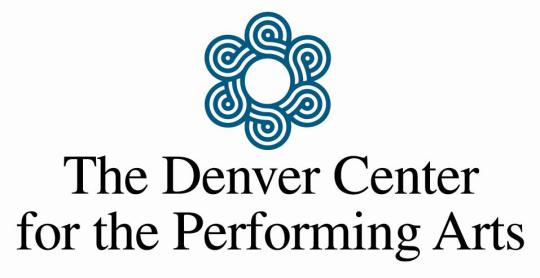 The Denver Center
for the Performing Arts